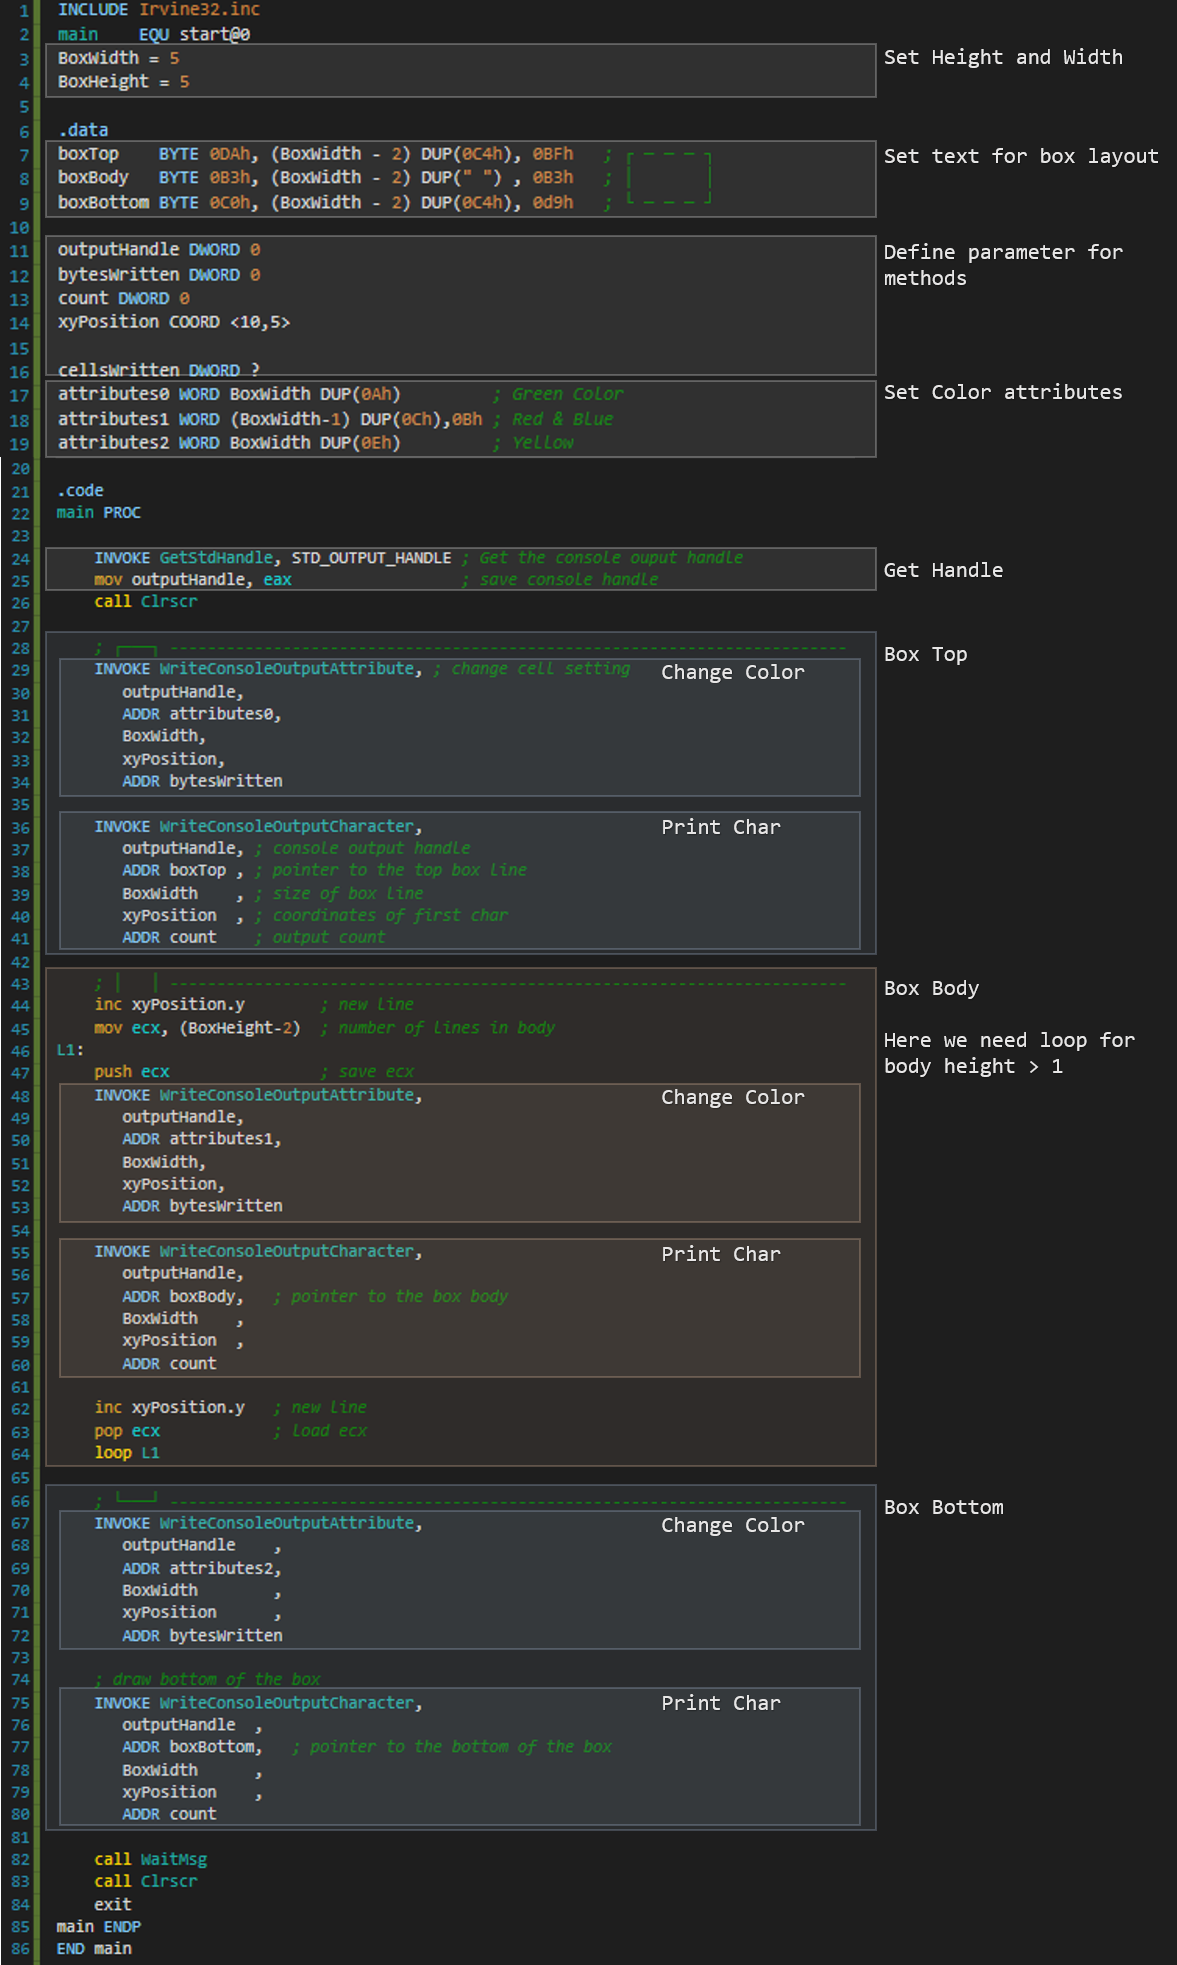 1 INCLUDE Irvine32.inc
2 main    EQU start@0
3 BoxWidth = 5
Set Height and Width
4 BoxHeight = 5
5
6 .data
7 boxTop    BYTE 0DAh, (BoxWidth - 2) DUP(0C4h), 0BFh   ; ┌ ─ ─ ─ ┐
Set text for box layout
8 boxBody   BYTE 0B3h, (BoxWidth - 2) DUP(" ") , 0B3h   ; │       │
9 boxBottom BYTE 0C0h, (BoxWidth - 2) DUP(0C4h), 0d9h   ; └ ─ ─ ─ ┘
10
11 outputHandle DWORD 0
Define parameter for
methods
12 bytesWritten DWORD 0
13 count DWORD 0
14 xyPosition COORD <10,5>
15
16 cellsWritten DWORD ?
17 attributes0 WORD BoxWidth DUP(0Ah)          ; Green Color
Set Color attributes
18 attributes1 WORD (BoxWidth-1) DUP(0Ch),0Bh ; Red & Blue
19 attributes2 WORD BoxWidth DUP(0Eh)          ; Yellow
20
21 .code
22 main PROC
23
24     INVOKE GetStdHandle, STD_OUTPUT_HANDLE ; Get the console ouput handle
Get Handle
25     mov outputHandle, eax                  ; save console handle
26     call Clrscr
27
28     ; ┌──┐ ------------------------------------------------------------------------
Box Top
29     INVOKE WriteConsoleOutputAttribute, ; change cell setting
Change Color
30        outputHandle,
31        ADDR attributes0,
32        BoxWidth,
33        xyPosition,
34        ADDR bytesWritten
35
36     INVOKE WriteConsoleOutputCharacter,
Print Char
37        outputHandle, ; console output handle
38        ADDR boxTop , ; pointer to the top box line
39        BoxWidth    , ; size of box line
40        xyPosition  , ; coordinates of first char
41        ADDR count    ; output count
42
43     ; │   │ ------------------------------------------------------------------------
Box Body
44     inc xyPosition.y        ; new line
45     mov ecx, (BoxHeight-2)  ; number of lines in body
Here we need loop for
body height > 1
46 L1:
47     push ecx                ; save ecx
48     INVOKE WriteConsoleOutputAttribute,
Change Color
49        outputHandle,
50        ADDR attributes1,
51        BoxWidth,
52        xyPosition,
53        ADDR bytesWritten
54
55     INVOKE WriteConsoleOutputCharacter,
Print Char
56        outputHandle,
57        ADDR boxBody,   ; pointer to the box body
58        BoxWidth    ,
59        xyPosition  ,
60        ADDR count
61
62     inc xyPosition.y   ; new line
63     pop ecx            ; load ecx
64     loop L1
65
66     ; └──┘ ------------------------------------------------------------------------
Box Bottom
67     INVOKE WriteConsoleOutputAttribute,
Change Color
68        outputHandle    ,
69        ADDR attributes2,
70        BoxWidth        ,
71        xyPosition      ,
72        ADDR bytesWritten
73
74     ; draw bottom of the box
75     INVOKE WriteConsoleOutputCharacter,
Print Char
76        outputHandle  ,
77        ADDR boxBottom,   ; pointer to the bottom of the box
78        BoxWidth      ,
79        xyPosition    ,
80        ADDR count
81
82     call WaitMsg
83     call Clrscr
84     exit
85 main ENDP
86 END main